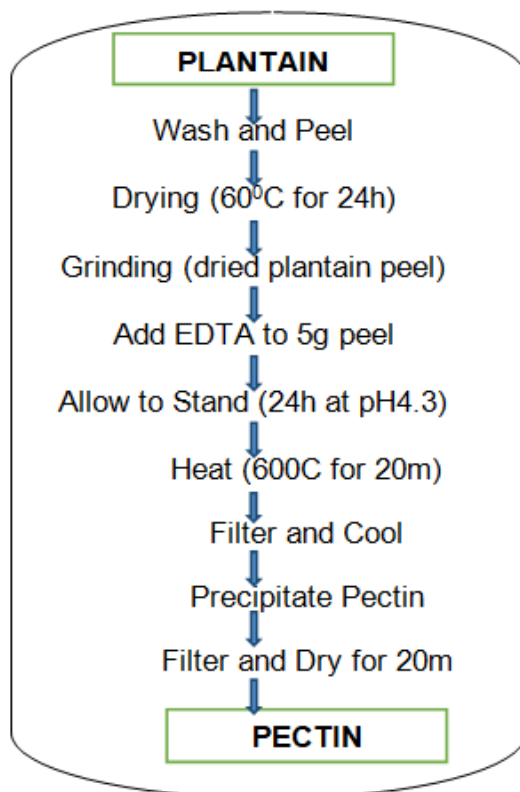 PLANTAIN
Wash and Peel
Drying (60⁰C for 24h)
Grinding (dried plantain peel)
Add EDTA to 5g peel
Allow to Stand (24h at pH4.3)
Heat (600C for 20m)
Filter and Cool
Precipitate Pectin
Filter and Dry for 20m
PECTIN